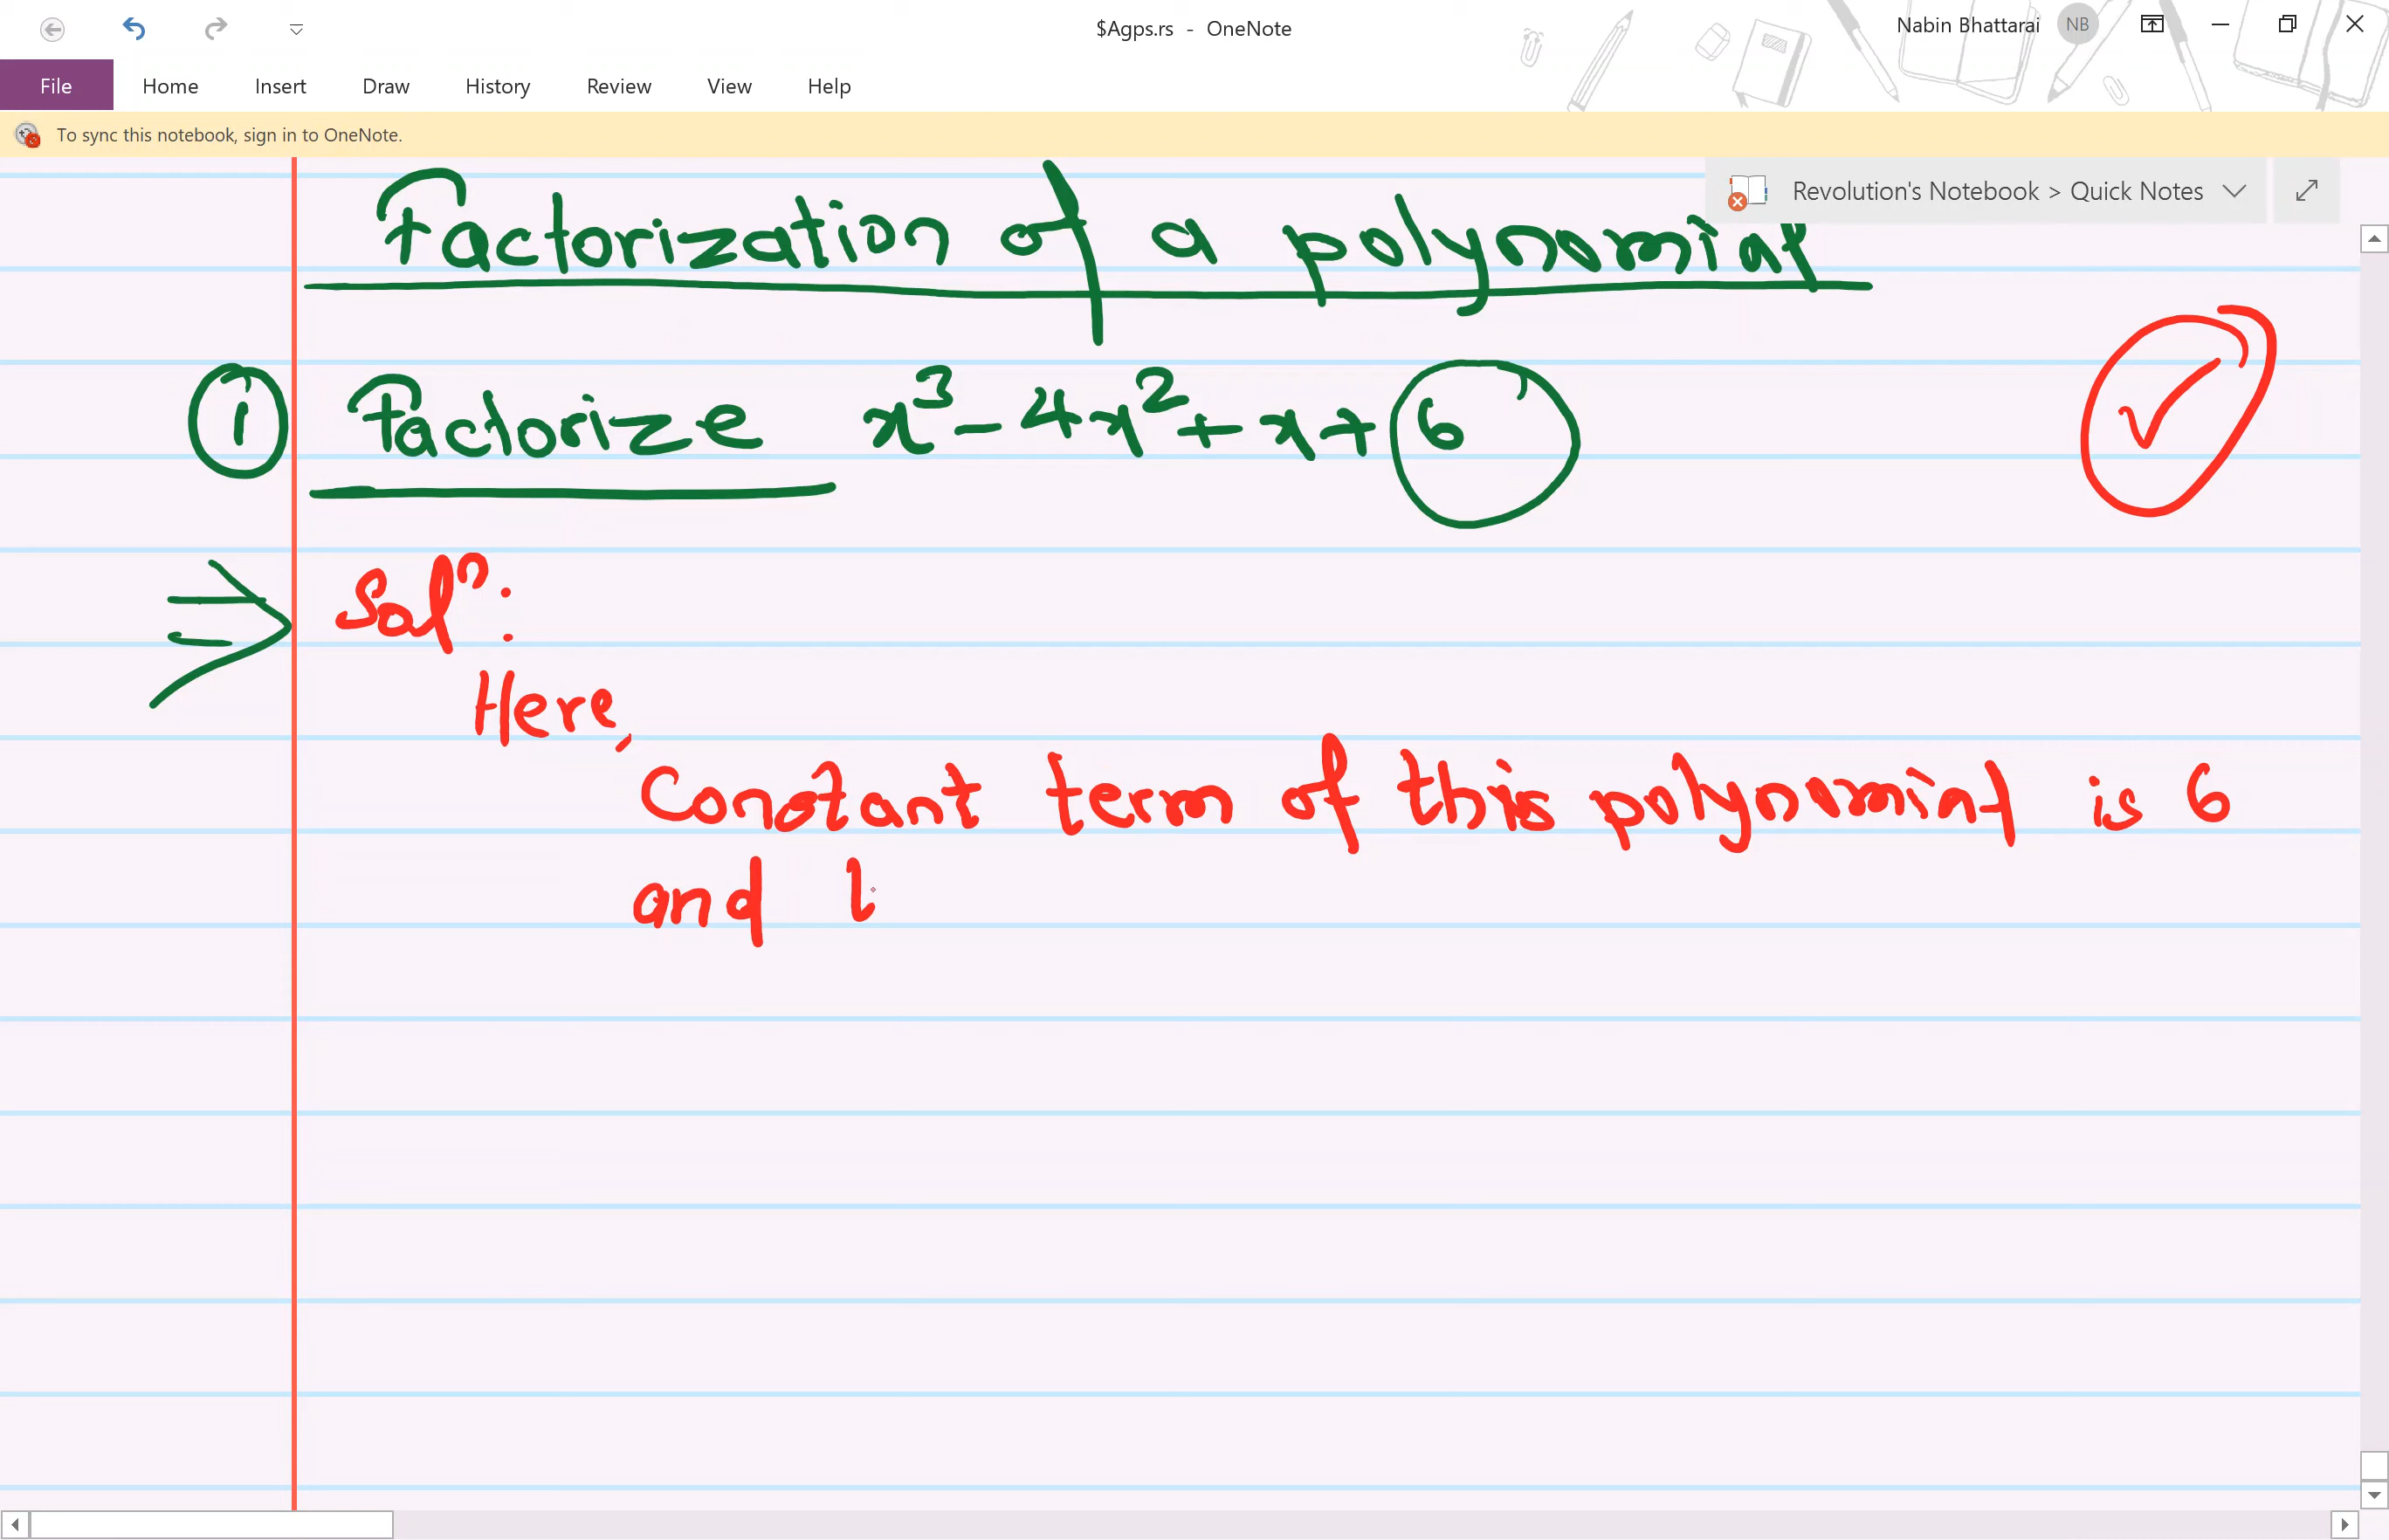 $Agps.rs - OneNote
Nabin Bhattarai NB
File Home Insert Draw History Review View Help
To sync this notebook, sign in to OneNote.
Revolution's Notebook > Quick Notes
Factorization of a polynomial
① Factorize x³ - 4x² + x + 6
⇒ Solⁿ:
Here,
Constant term of this polynomial is 6
and l